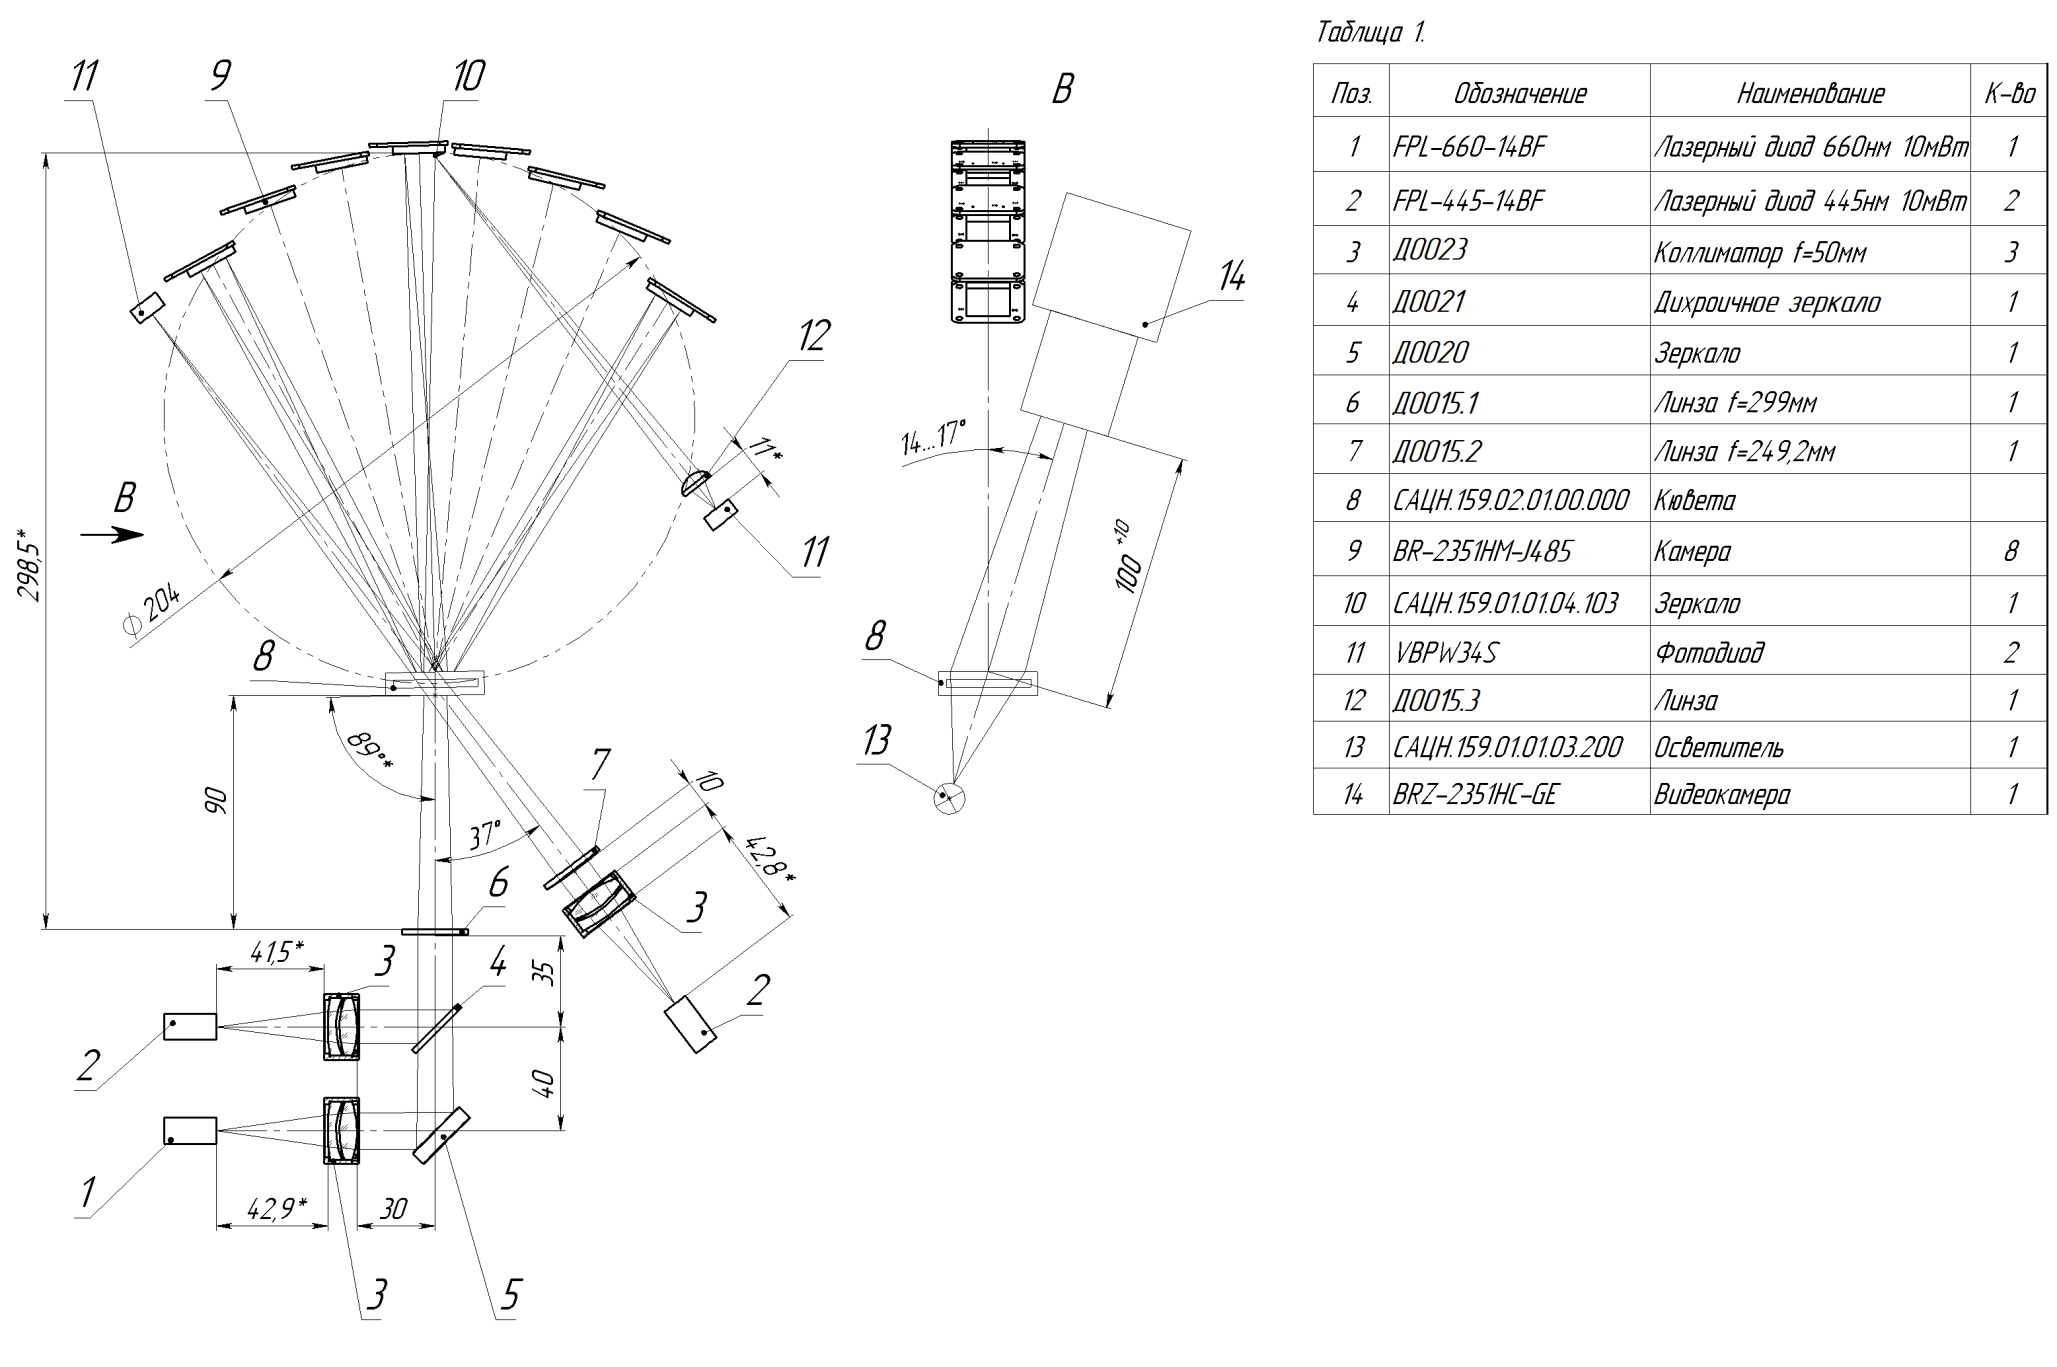 11
9
10
В
12
11*
14
14...17°
100 +10
В
298,5*
⌀ 204
11
8
8
13
89°*
90
37°
7
10
42,8*
6
3
41,5*
3
4
35
2
2
40
1
42,9*
30
3
5
Таблица 1.
Поз. Обозначение Наименование К-во
1 FPL-660-14BF Лазерный диод 660нм 10мВт 1
2 FPL-445-14BF Лазерный диод 445нм 10мВт 2
3 Д0023 Коллиматор f=50мм 3
4 Д0021 Дихроичное зеркало 1
5 Д0020 Зеркало 1
6 Д0015.1 Линза f=299мм 1
7 Д0015.2 Линза f=249,2мм 1
8 САЦН.159.02.01.00.000 Кювета
9 BR-2351HM-J485 Камера 8
10 САЦН.159.01.01.04.103 Зеркало 1
11 VBPW34S Фотодиод 2
12 Д0015.3 Линза 1
13 САЦН.159.01.01.03.200 Осветитель 1
14 BRZ-2351HC-GE Видеокамера 1